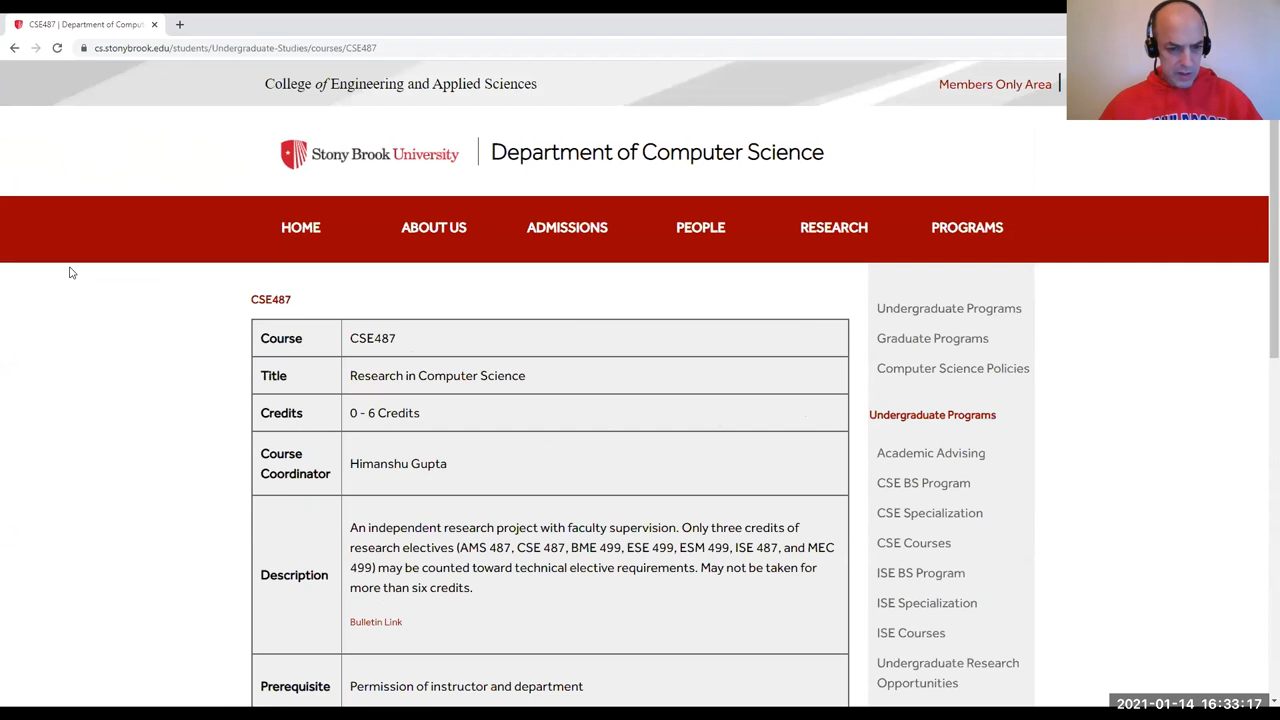 CSE487 | Department of Comput
cs.stonybrook.edu/students/Undergraduate-Studies/courses/CSE487
College of Engineering and Applied Sciences
Members Only Area
Stony Brook University
Department of Computer Science
HOME
ABOUT US
ADMISSIONS
PEOPLE
RESEARCH
PROGRAMS
CSE487
Course
CSE487
Title
Research in Computer Science
Credits
0 - 6 Credits
Course
Coordinator
Himanshu Gupta
Description
An independent research project with faculty supervision. Only three credits of
research electives (AMS 487, CSE 487, BME 499, ESE 499, ESM 499, ISE 487, and MEC
499) may be counted toward technical elective requirements. May not be taken for
more than six credits.
Bulletin Link
Prerequisite
Permission of instructor and department
Undergraduate Programs
Graduate Programs
Computer Science Policies
Undergraduate Programs
Academic Advising
CSE BS Program
CSE Specialization
CSE Courses
ISE BS Program
ISE Specialization
ISE Courses
Undergraduate Research
Opportunities
2021-01-14 16:33:17